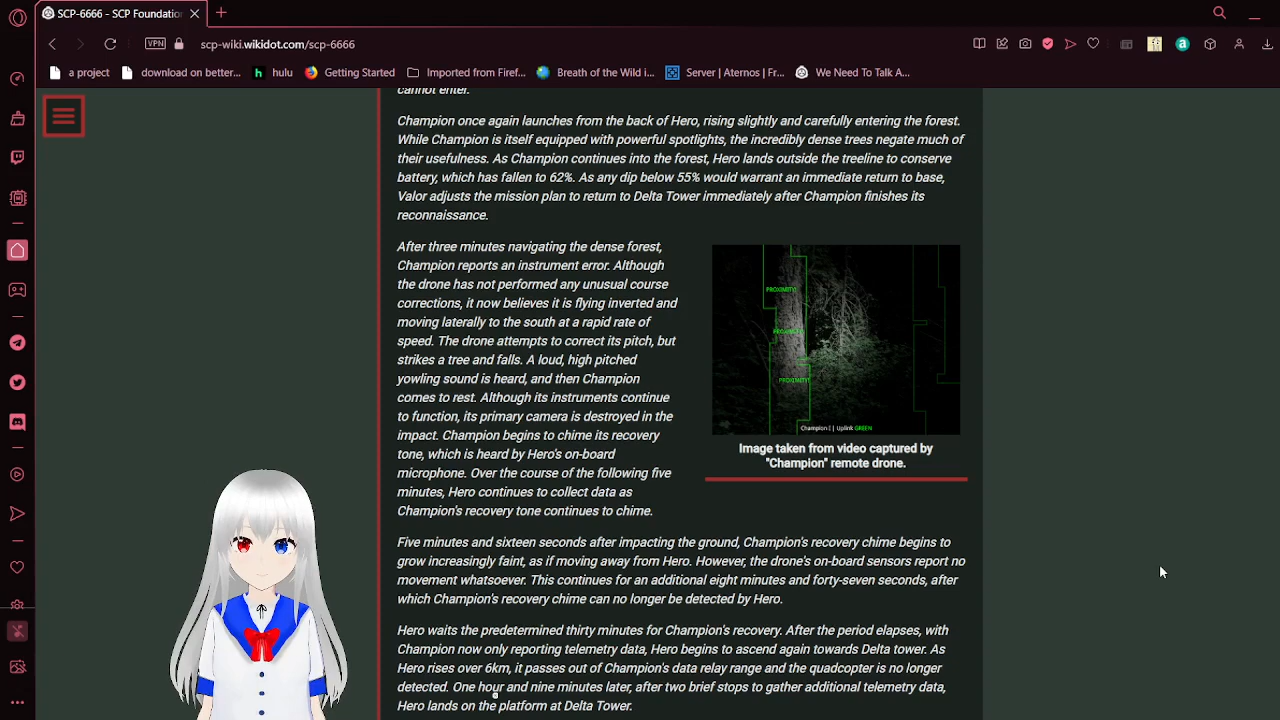 SCP-6666 - SCP Foundation
VPN
scp-wiki.wikidot.com/scp-6666
a project
download on better...
hulu
Getting Started
Imported from Firef...
Breath of the Wild i...
Server | Aternos | Fr...
We Need To Talk A...
cannot enter.
Champion once again launches from the back of Hero, rising slightly and carefully entering the forest.
While Champion is itself equipped with powerful spotlights, the incredibly dense trees negate much of
their usefulness. As Champion continues into the forest, Hero lands outside the treeline to conserve
battery, which has fallen to 62%. As any dip below 55% would warrant an immediate return to base,
Valor adjusts the mission plan to return to Delta Tower immediately after Champion finishes its
reconnaissance.
After three minutes navigating the dense forest,
Champion reports an instrument error. Although
the drone has not performed any unusual course
corrections, it now believes it is flying inverted and
moving laterally to the south at a rapid rate of
speed. The drone attempts to correct its pitch, but
strikes a tree and falls. A loud, high pitched
yowling sound is heard, and then Champion
comes to rest. Although its instruments continue
to function, its primary camera is destroyed in the
impact. Champion begins to chime its recovery
tone, which is heard by Hero's on-board
microphone. Over the course of the following five
minutes, Hero continues to collect data as
Champion's recovery tone continues to chime.
PROXIMITY!
PROXIMITY!
PROXIMITY!
Champion [ ] Uplink GREEN
Image taken from video captured by
"Champion" remote drone.
Five minutes and sixteen seconds after impacting the ground, Champion's recovery chime begins to
grow increasingly faint, as if moving away from Hero. However, the drone's on-board sensors report no
movement whatsoever. This continues for an additional eight minutes and forty-seven seconds, after
which Champion's recovery chime can no longer be detected by Hero.
Hero waits the predetermined thirty minutes for Champion's recovery. After the period elapses, with
Champion now only reporting telemetry data, Hero begins to ascend again towards Delta tower. As
Hero rises over 6km, it passes out of Champion's data relay range and the quadcopter is no longer
detected. One hour and nine minutes later, after two brief stops to gather additional telemetry data,
Hero lands on the platform at Delta Tower.